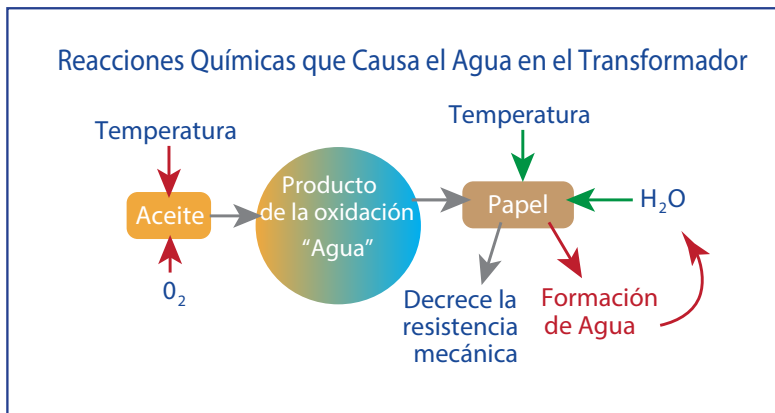 Reacciones Químicas que Causa el Agua en el Transformador
Temperatura
Aceite
0₂
Producto
de la oxidación
“Agua”
Temperatura
Papel
H₂O
Decrece la
resistencia
mecánica
Formación
de Agua